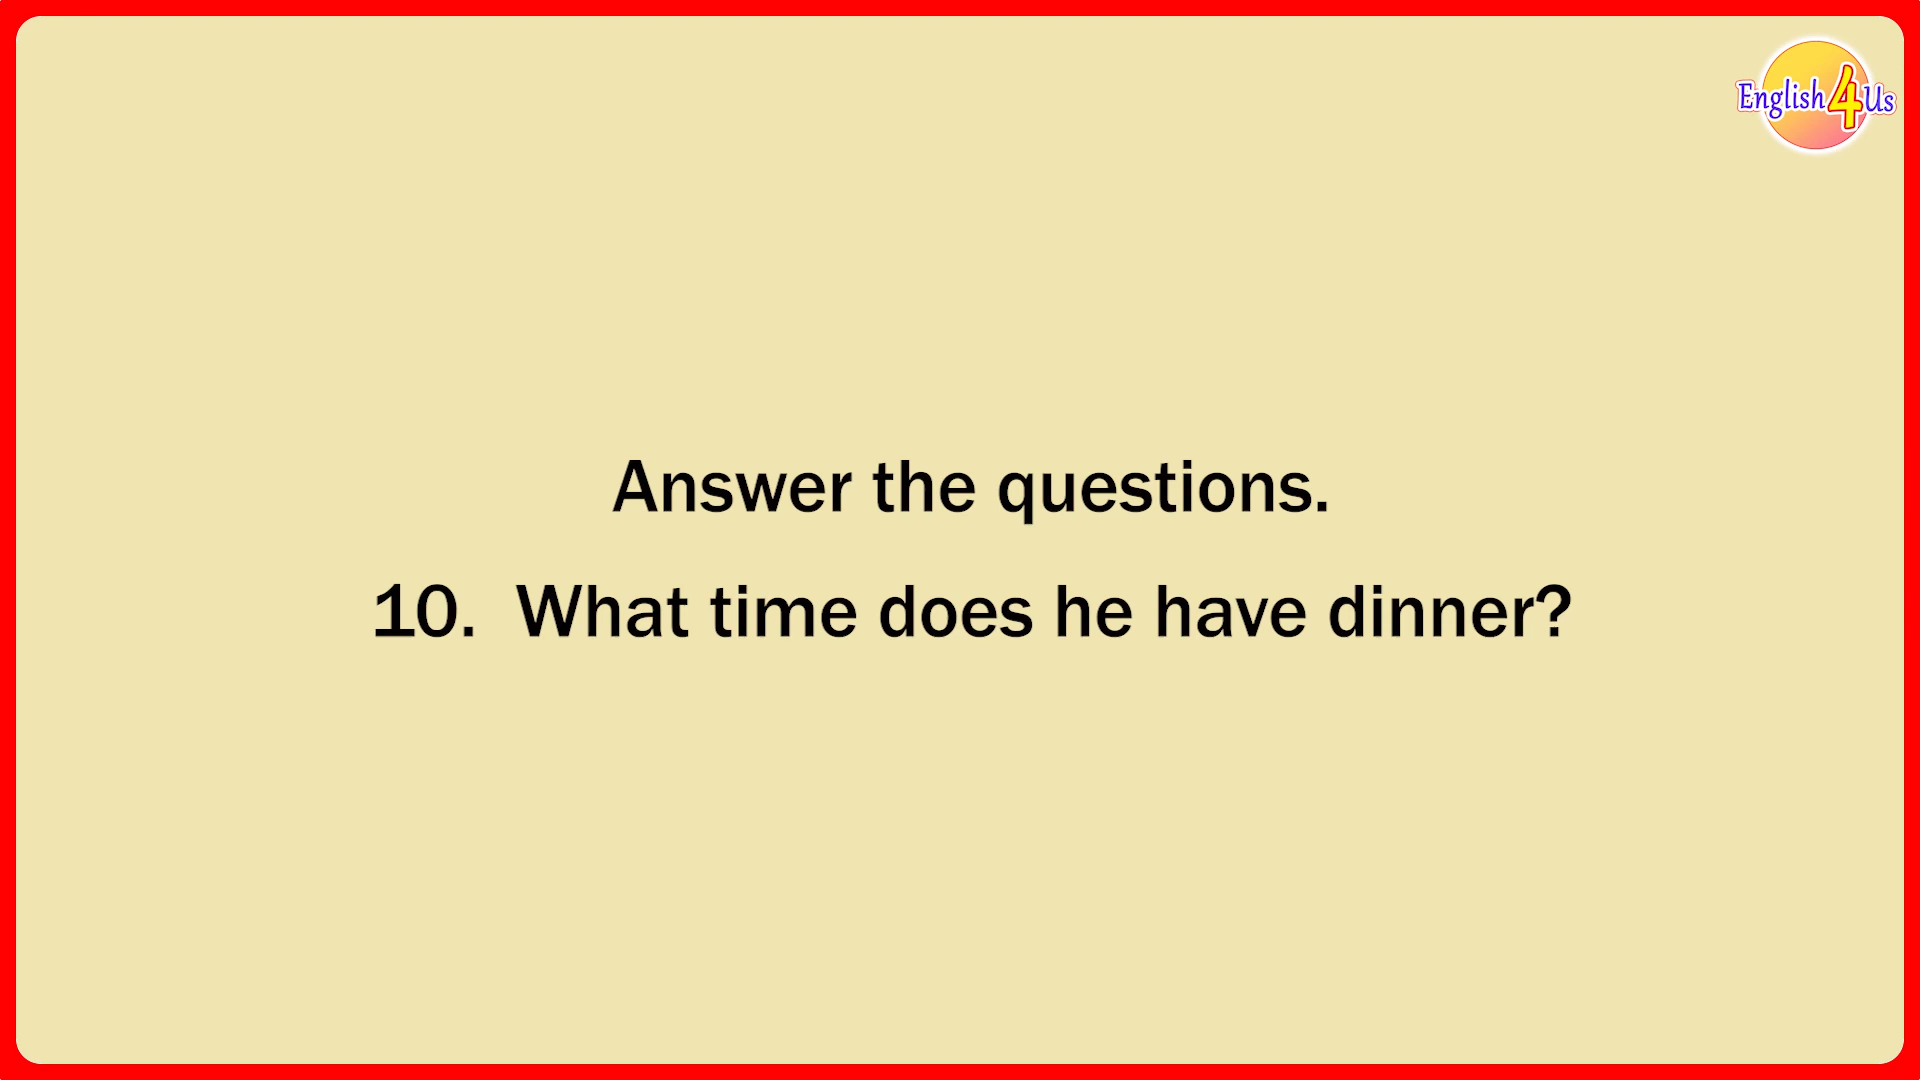 English4Us
Answer the questions.
10. What time does he have dinner?